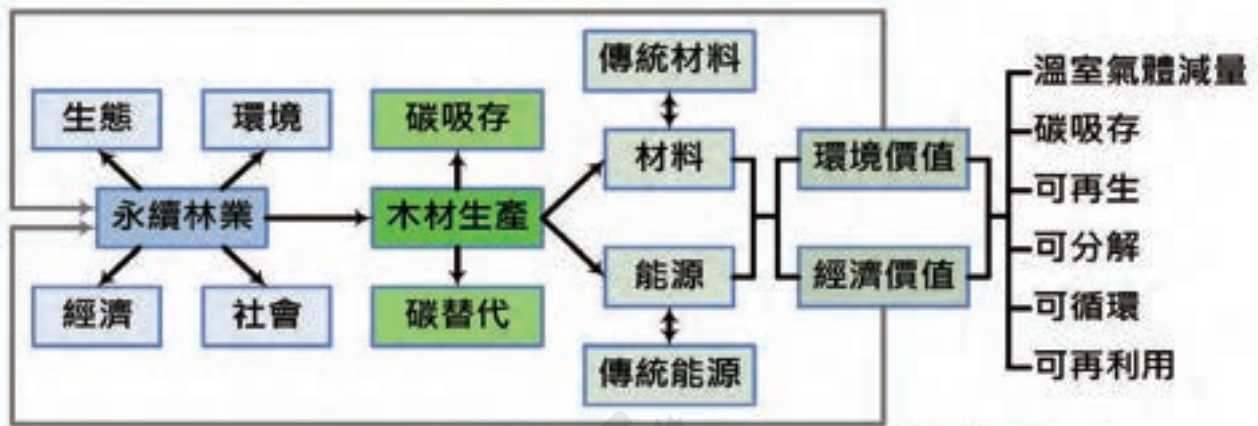 傳統材料
溫室氣體減量
生態
環境
碳吸存
碳吸存
材料
環境價值
可再生
永續林業
木材生產
可分解
能源
經濟價值
經濟
社會
碳替代
可循環
傳統能源
可再利用